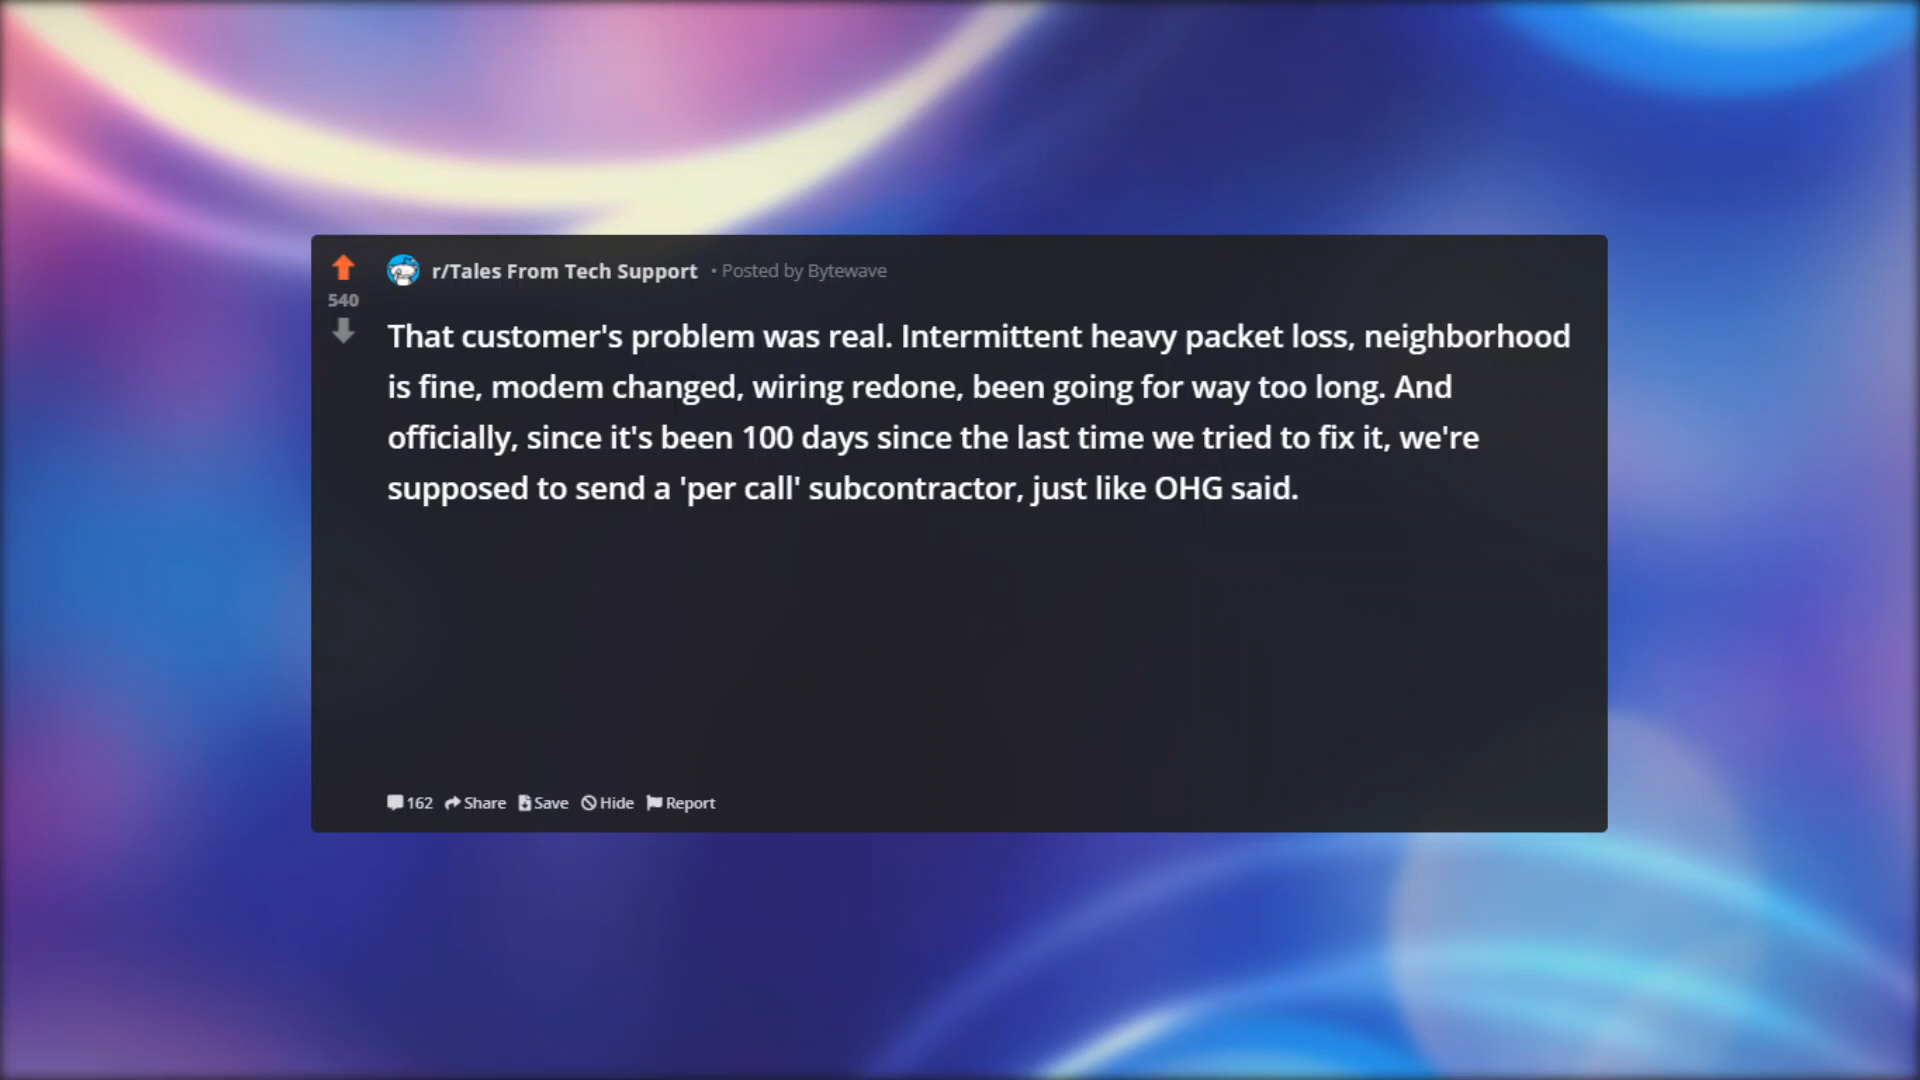 r/Tales From Tech Support • Posted by Bytewave
540
That customer's problem was real. Intermittent heavy packet loss, neighborhood
is fine, modem changed, wiring redone, been going for way too long. And
officially, since it's been 100 days since the last time we tried to fix it, we're
supposed to send a 'per call' subcontractor, just like OHG said.
162 Share Save Hide Report